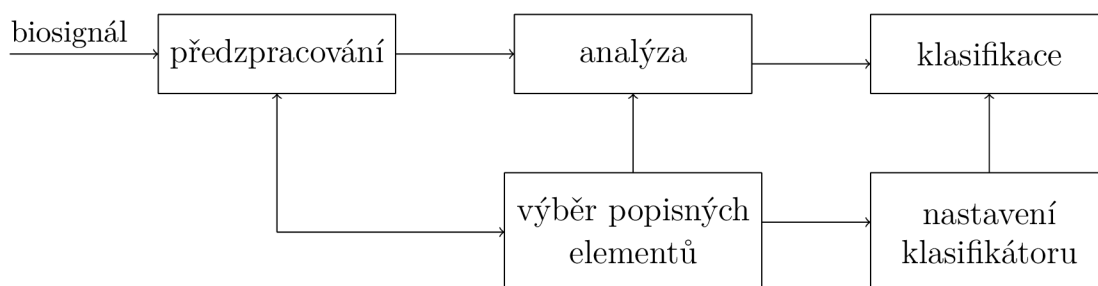 biosignál
předzpracování
analýza
klasifikace
výběr popisných
elementů
nastavení
klasifikátoru